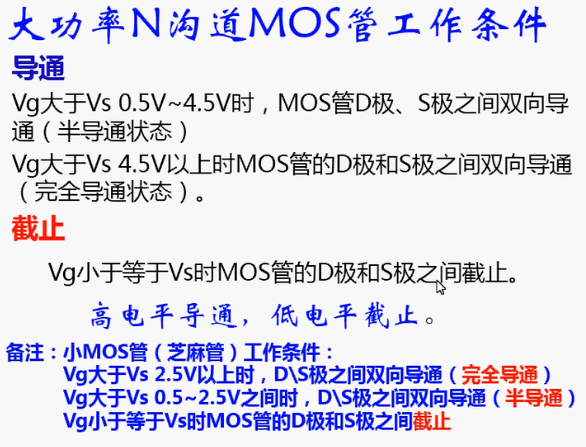 大功率N沟道MOS管工作条件
导通
Vg大于Vs 0.5V~4.5V时，MOS管D极、S极之间双向导
通（半导通状态）
Vg大于Vs 4.5V以上时MOS管的D极和S极之间双向导通
（完全导通状态）。
截止
Vg小于等于Vs时MOS管的D极和S极之间截止。
高电平导通，低电平截止。
备注：小MOS管（芝麻管）工作条件：
Vg大于Vs 2.5V以上时，D\S极之间双向导通（完全导通）
Vg大于Vs 0.5~2.5V之间时，D\S极之间双向导通（半导通）
Vg小于等于Vs时MOS管的D极和S极之间截止